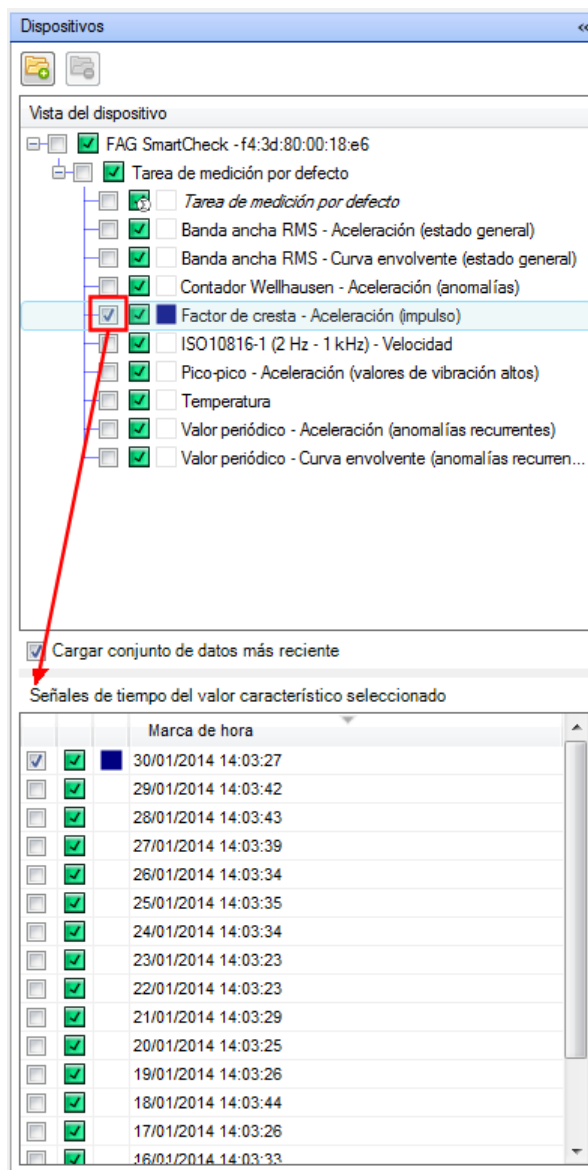 Dispositivos
Vista del dispositivo
FAG SmartCheck - f4:3d:80:00:18:e6
Tarea de medición por defecto
Tarea de medición por defecto
Banda ancha RMS - Aceleración (estado general)
Banda ancha RMS - Curva envolvente (estado general)
Contador Wellhausen - Aceleración (anomalías)
Factor de cresta - Aceleración (impulso)
ISO10816-1 (2 Hz - 1 kHz) - Velocidad
Pico-pico - Aceleración (valores de vibración altos)
Temperatura
Valor periódico - Aceleración (anomalías recurrentes)
Valor periódico - Curva envolvente (anomalías recurren...
Cargar conjunto de datos más reciente
Señales de tiempo del valor característico seleccionado
Marca de hora
30/01/2014 14:03:27
29/01/2014 14:03:42
28/01/2014 14:03:43
27/01/2014 14:03:39
26/01/2014 14:03:34
25/01/2014 14:03:35
24/01/2014 14:03:34
23/01/2014 14:03:23
22/01/2014 14:03:23
21/01/2014 14:03:29
20/01/2014 14:03:25
19/01/2014 14:03:26
18/01/2014 14:03:44
17/01/2014 14:03:26
16/01/2014 14:03:33